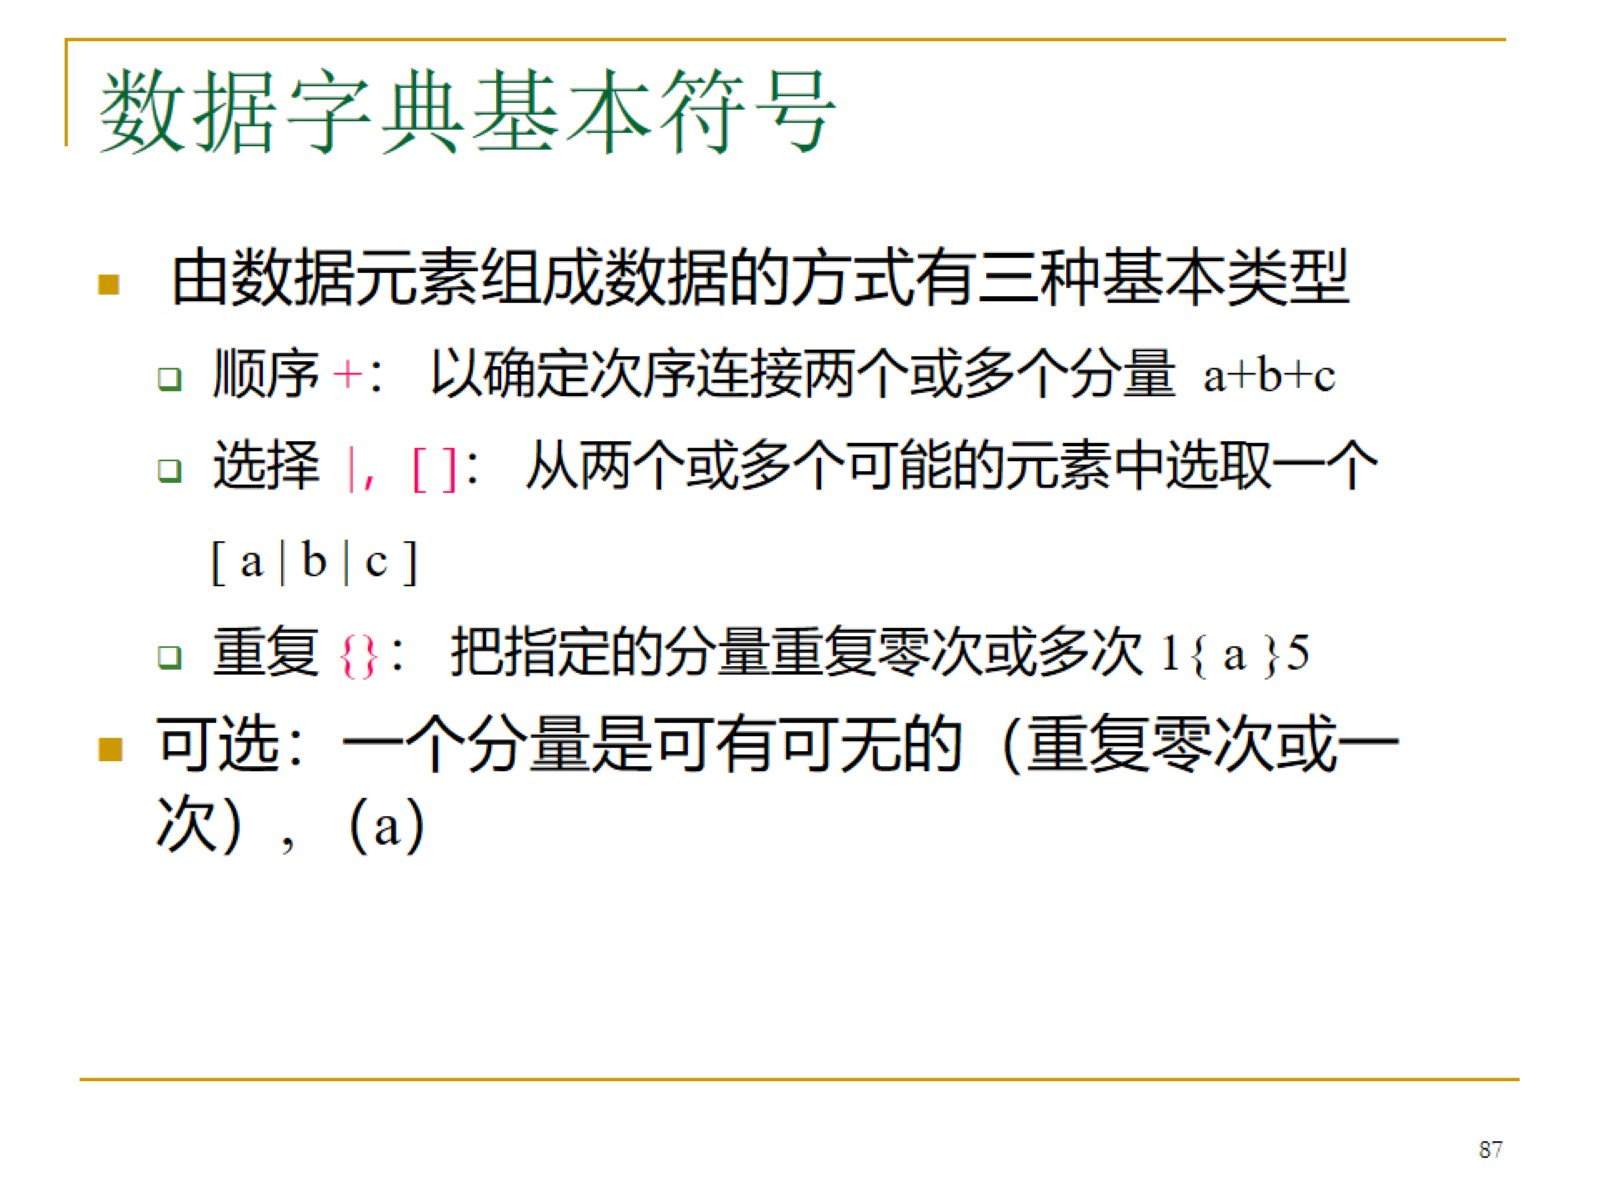 数据字典基本符号
由数据元素组成数据的方式有三种基本类型
顺序 +： 以确定次序连接两个或多个分量 a+b+c
选择 |， [ ]： 从两个或多个可能的元素中选取一个
[ a | b | c ]
重复 {}： 把指定的分量重复零次或多次 1{ a }5
可选：一个分量是可有可无的（重复零次或一
次），（a）
87